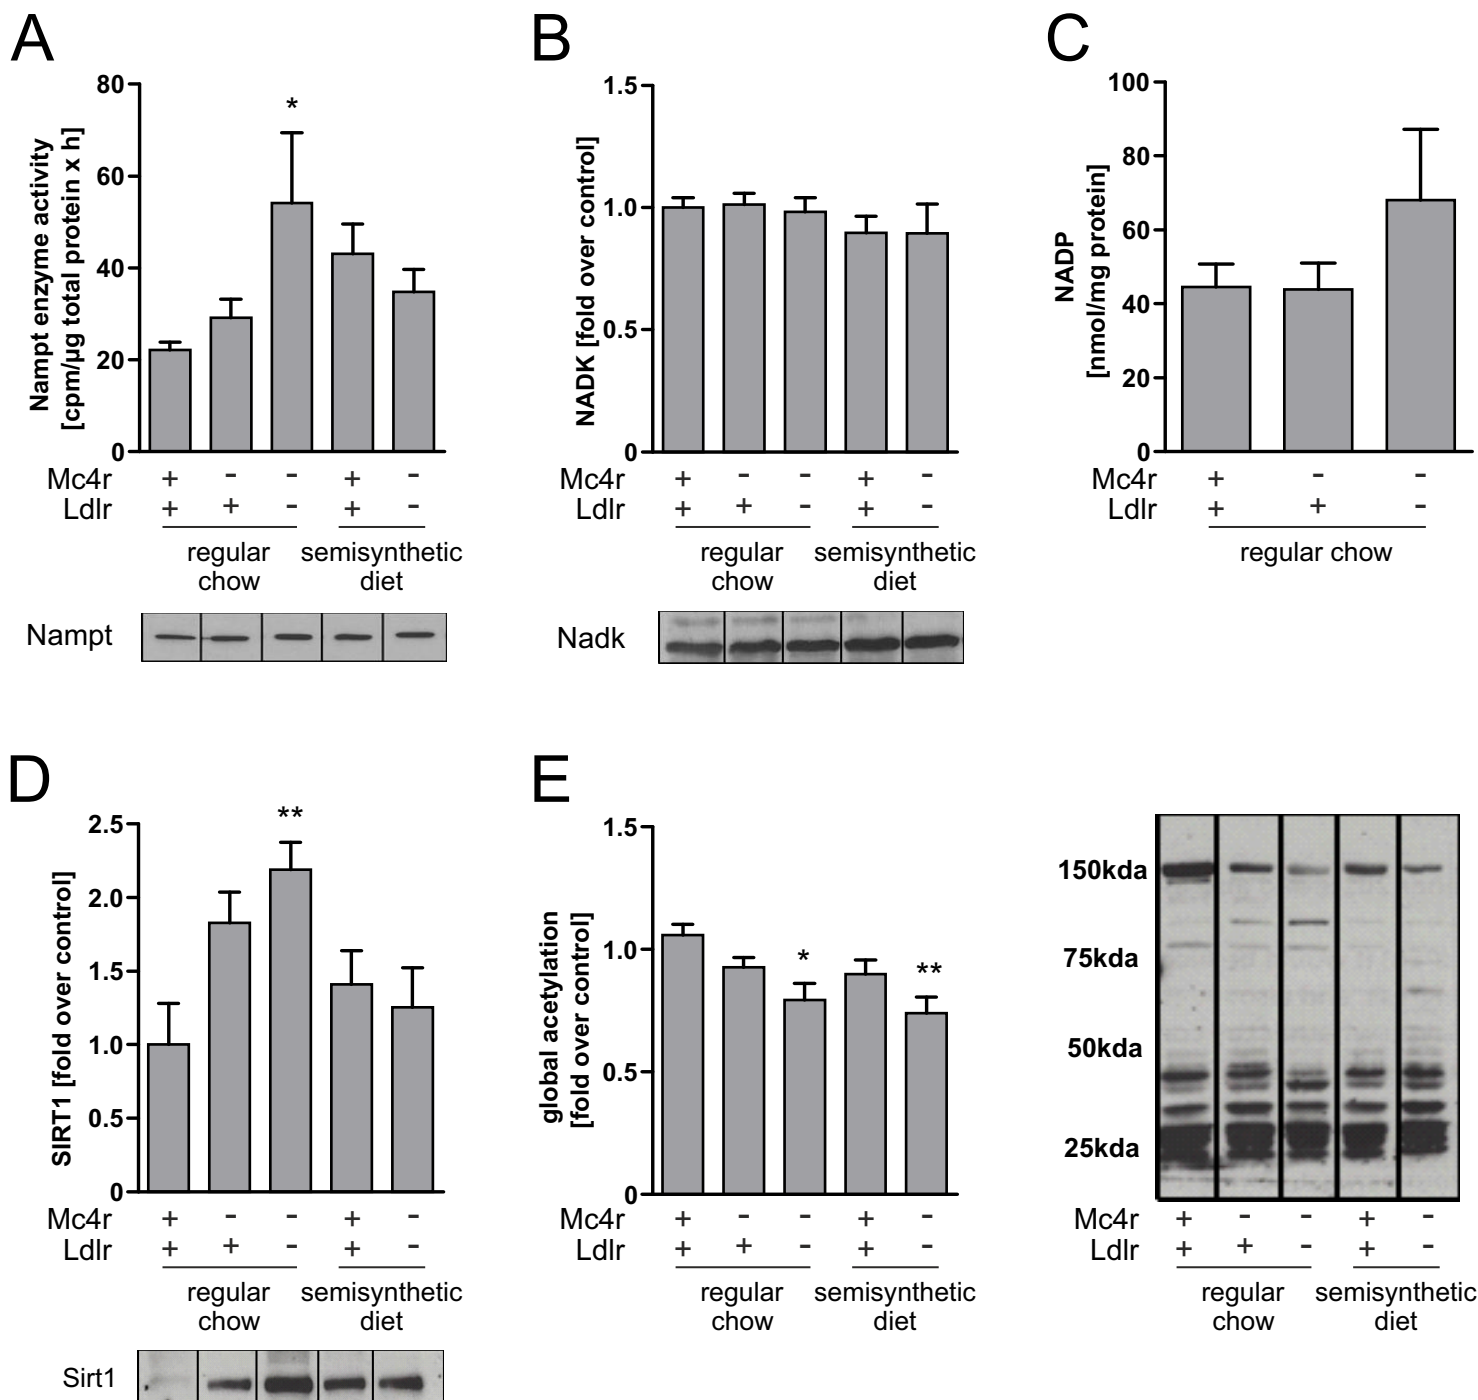 A
80
60
40
20
0
Nampt enzyme activity
[cpm/µg total protein x h]
*
Mc4r + - - + -
Ldlr + + - + -
regular chow
semisynthetic diet
Nampt
B
1.5
1.0
0.5
0
NADK [fold over control]
Mc4r + - - + -
Ldlr + + - + -
regular chow
semisynthetic diet
Nadk
C
100
80
60
40
20
0
NADP
[nmol/mg protein]
Mc4r + - -
Ldlr + + -
regular chow
D
2.5
2.0
1.5
1.0
0.5
0
SIRT1 [fold over control]
**
Mc4r + - - + -
Ldlr + + - + -
regular chow
semisynthetic diet
Sirt1
E
1.5
1.0
0.5
0
global acetylation
[fold over control]
*
**
Mc4r + - - + -
Ldlr + + - + -
regular chow
semisynthetic diet
150kda
75kda
50kda
25kda
Mc4r + - - + -
Ldlr + + - + -
regular chow
semisynthetic diet